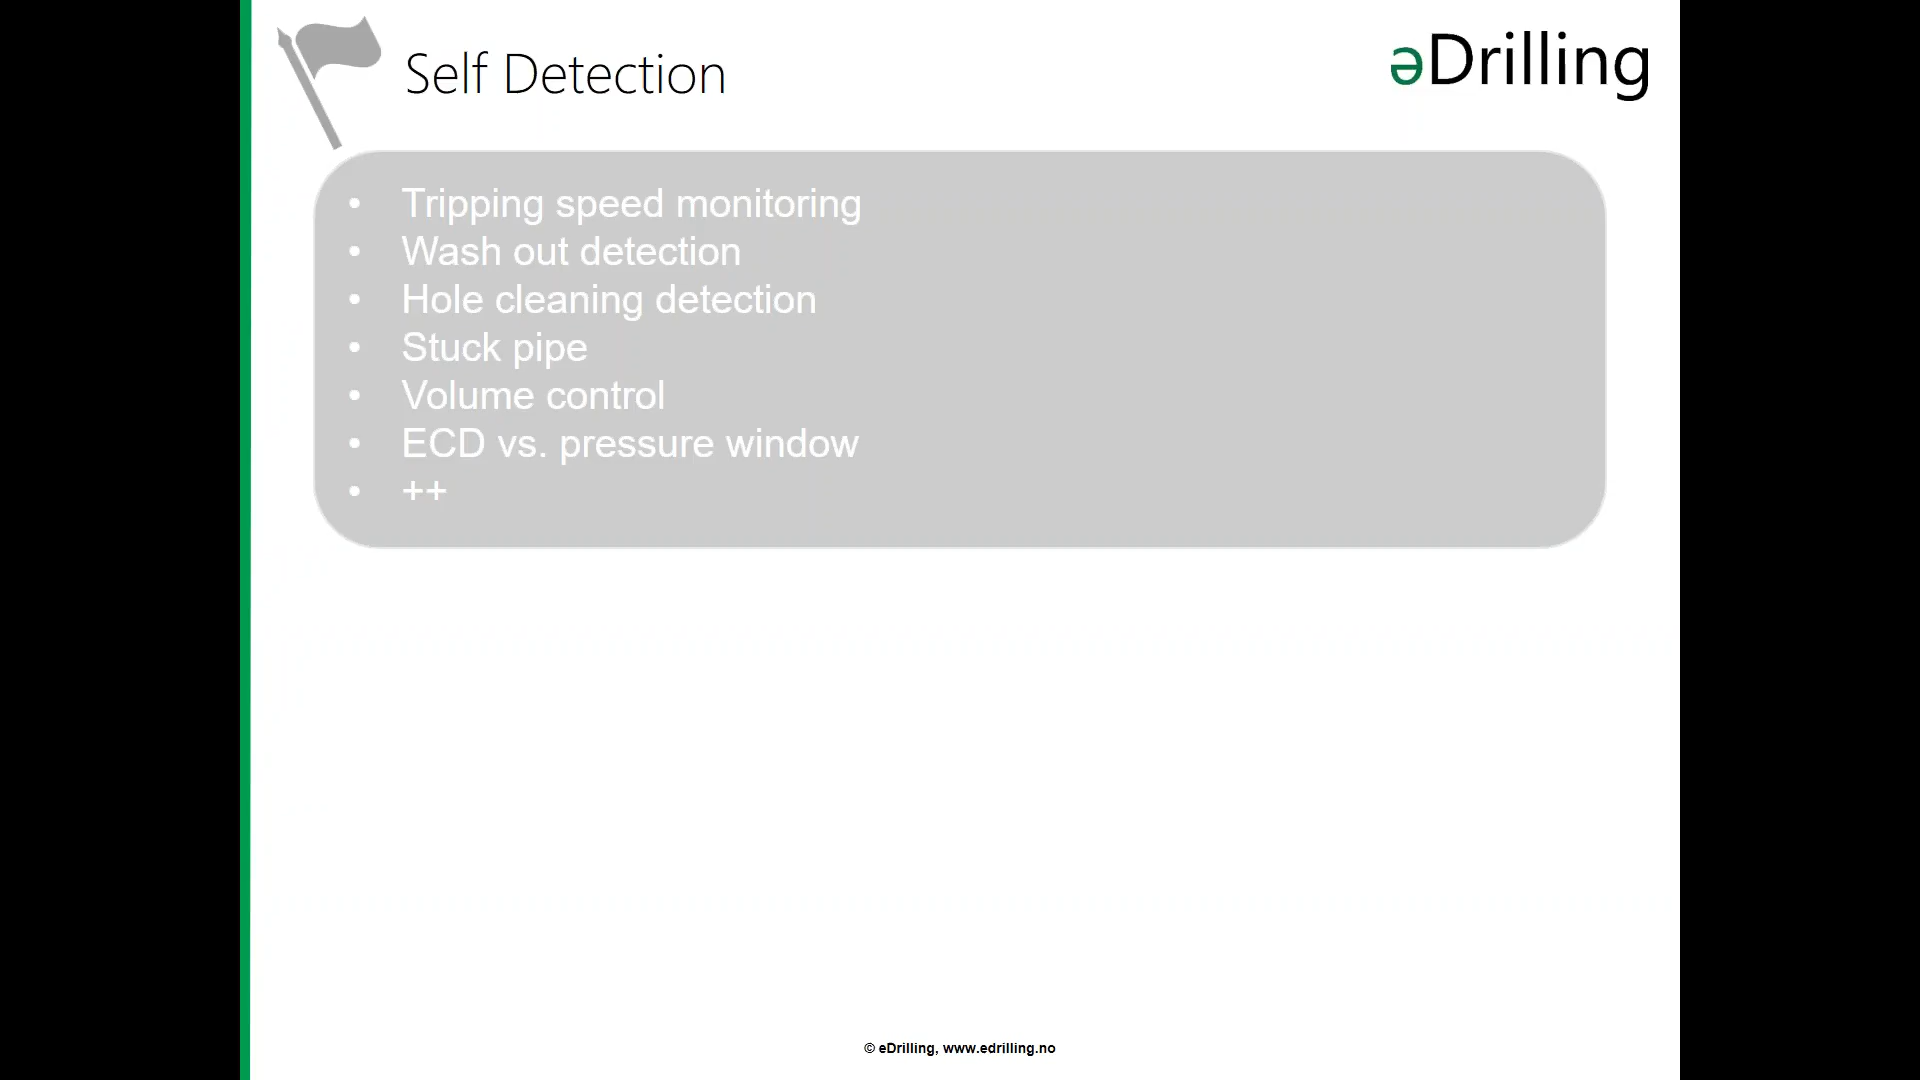 Self Detection
əDrilling
• Tripping speed monitoring
• Wash out detection
• Hole cleaning detection
• Stuck pipe
• Volume control
• ECD vs. pressure window
• ++
© eDrilling, www.edrilling.no